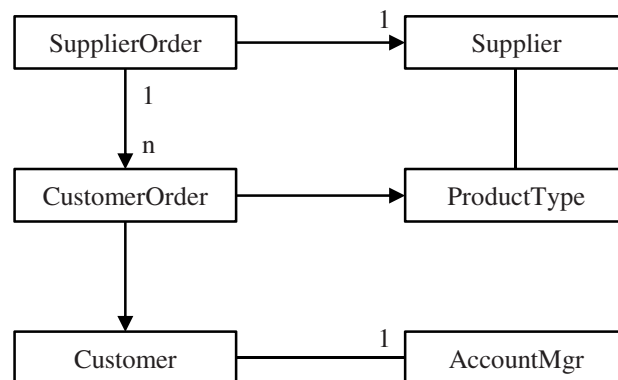 1
SupplierOrder
Supplier
1
n
CustomerOrder
ProductType
1
Customer
AccountMgr